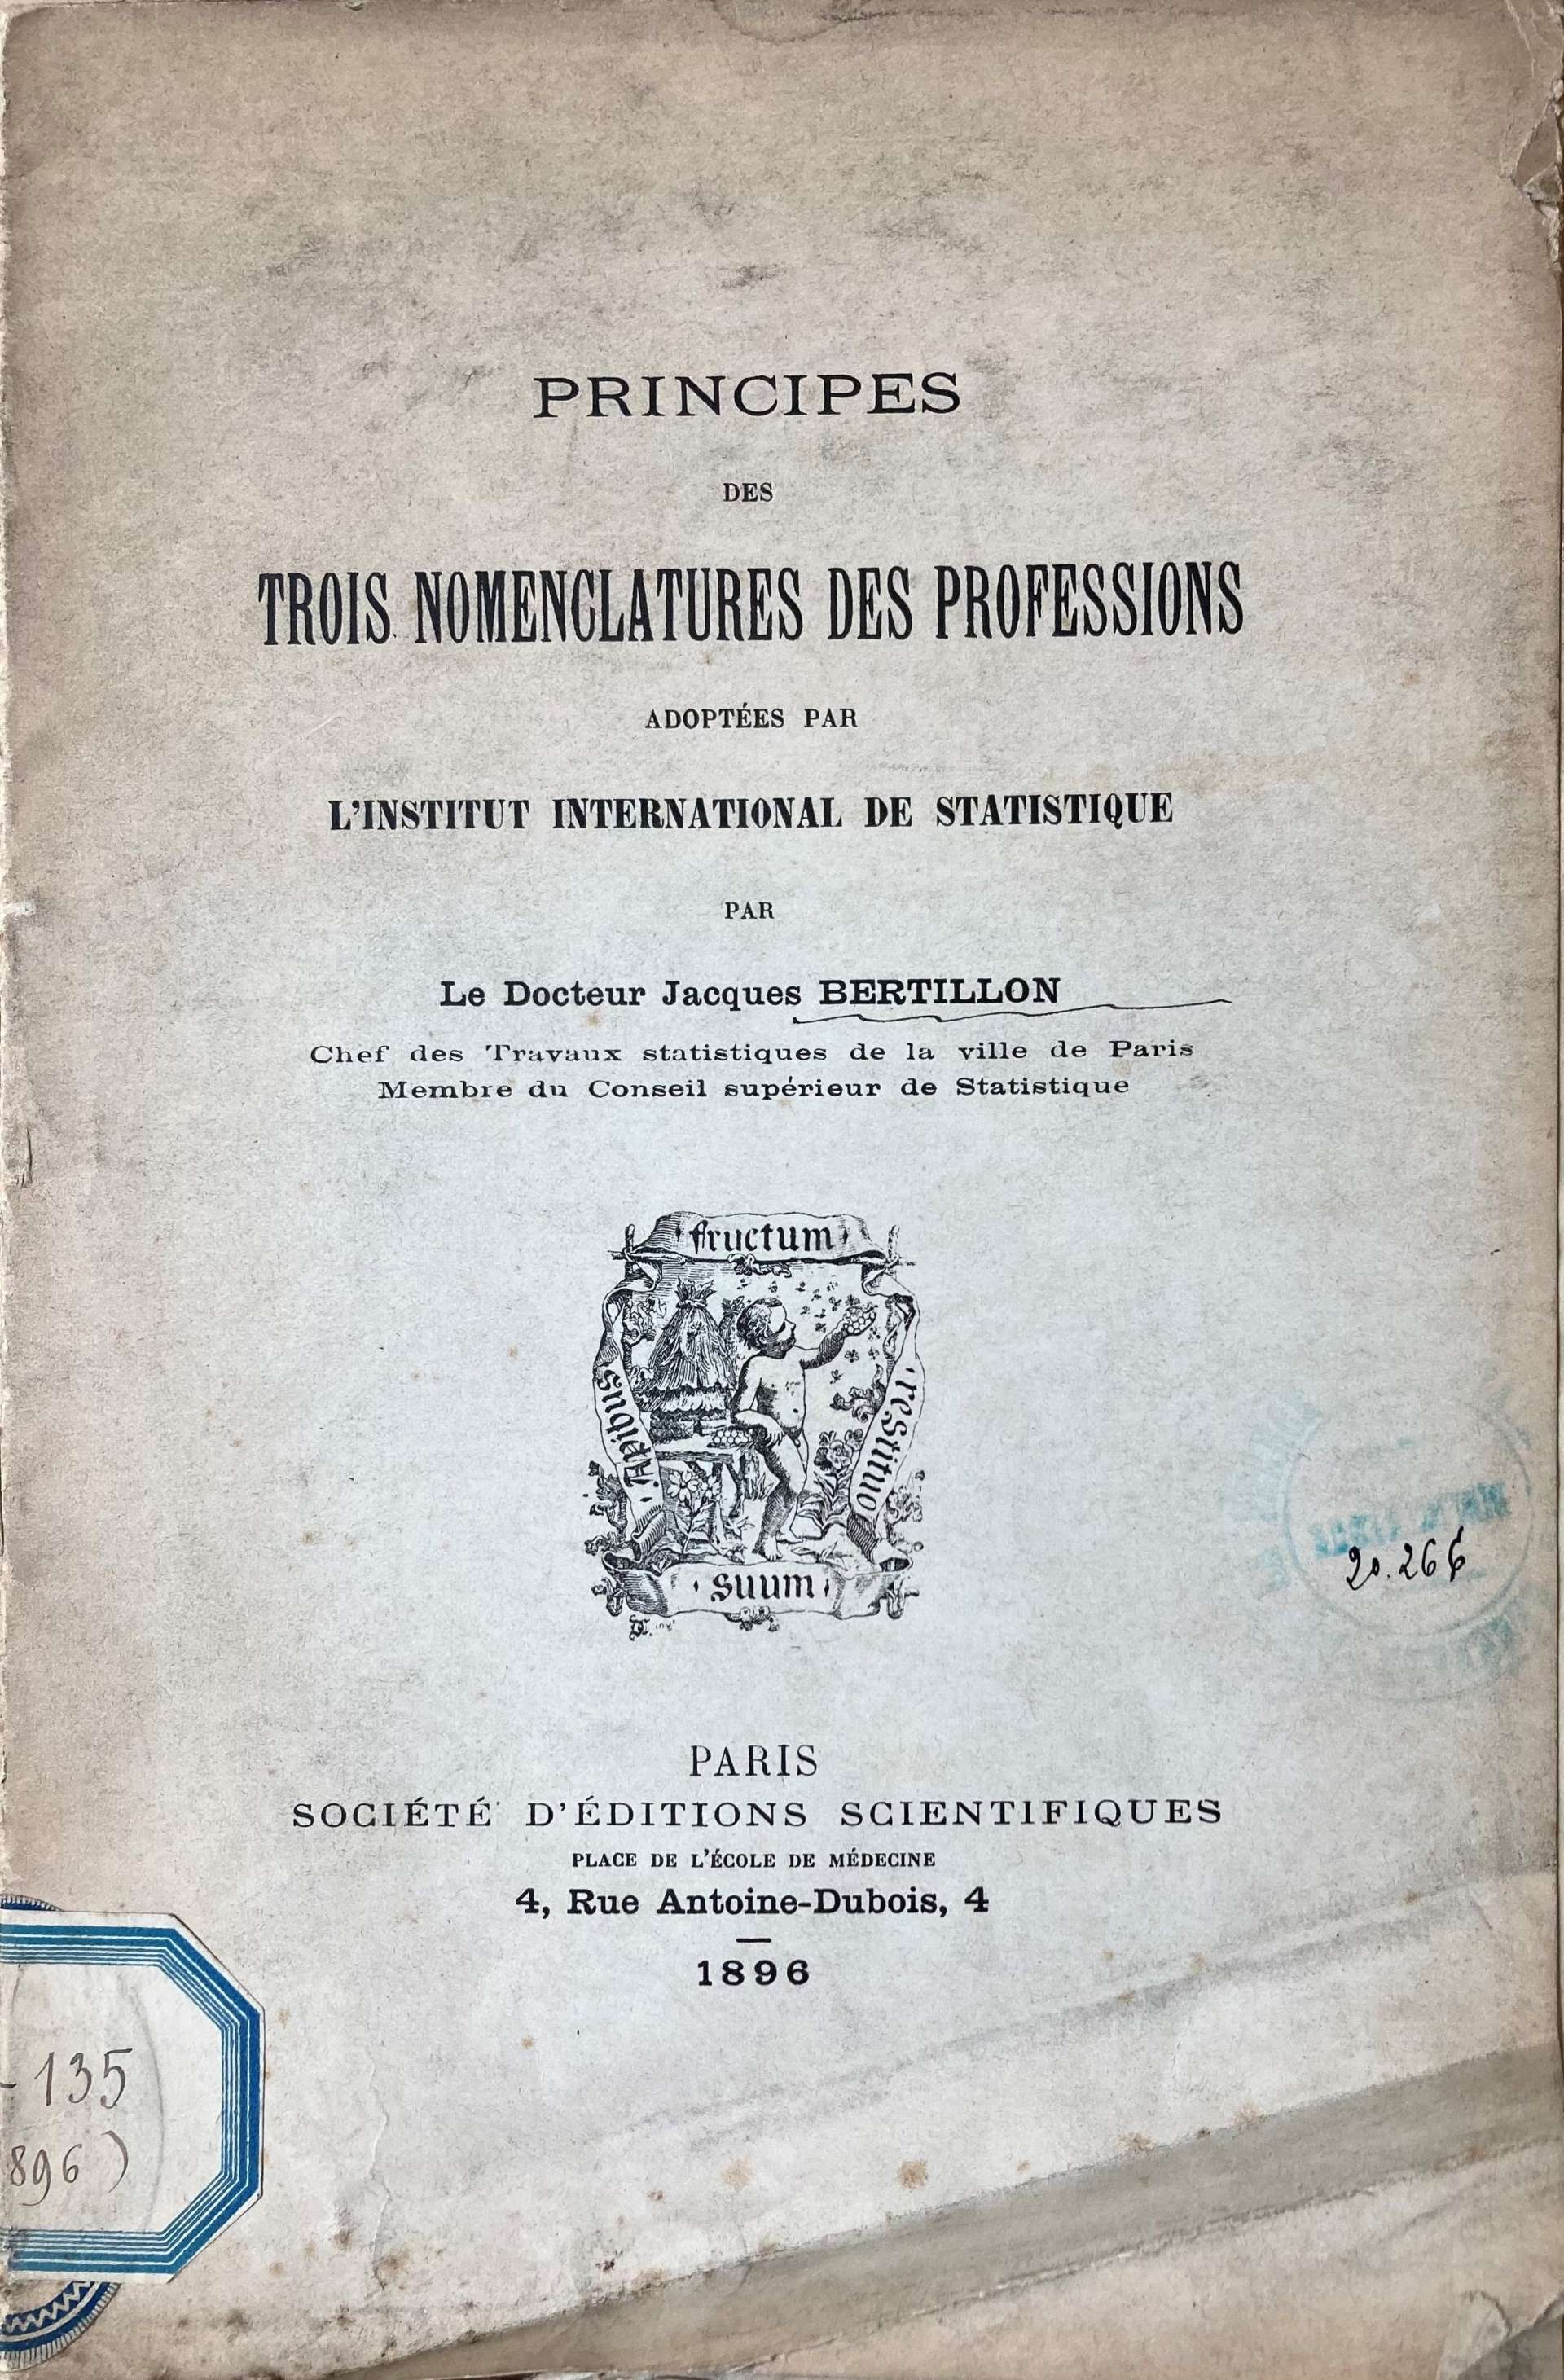 PRINCIPES
DES
TROIS NOMENCLATURES DES PROFESSIONS
ADOPTÉES PAR
L'INSTITUT INTERNATIONAL DE STATISTIQUE
PAR
Le Docteur Jacques BERTILLON
Chef des Travaux statistiques de la ville de Paris
Membre du Conseil supérieur de Statistique
fructum
Apibus
restituo
suum
20.266
PARIS
SOCIÉTÉ D'ÉDITIONS SCIENTIFIQUES
PLACE DE L'ÉCOLE DE MÉDECINE
4, Rue Antoine-Dubois, 4
1896
-135
896)